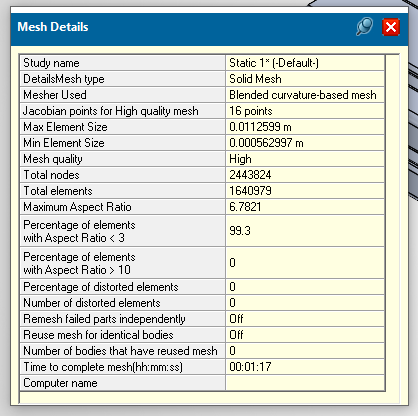 Mesh Details
Study name Static 1* (-Default-)
DetailsMesh type Solid Mesh
Mesher Used Blended curvature-based mesh
Jacobian points for High quality mesh 16 points
Max Element Size 0.0112599 m
Min Element Size 0.000562997 m
Mesh quality High
Total nodes 2443824
Total elements 1640979
Maximum Aspect Ratio 6.7821
Percentage of elements
with Aspect Ratio < 3 99.3
Percentage of elements
with Aspect Ratio > 10 0
Percentage of distorted elements 0
Number of distorted elements 0
Remesh failed parts independently Off
Reuse mesh for identical bodies Off
Number of bodies that have reused mesh 0
Time to complete mesh(hh:mm:ss) 00:01:17
Computer name